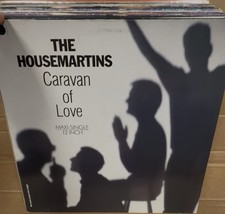 THE
HOUSEMARTINS
Caravan
of
Love
MAXI-SINGLE
12 INCH